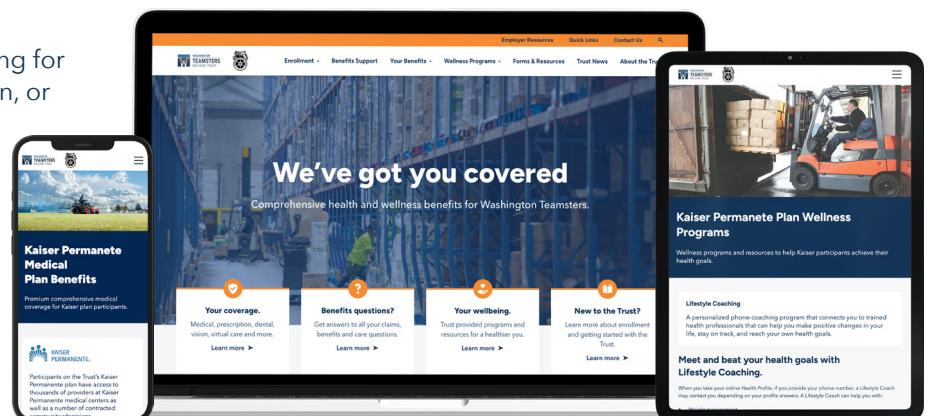 ng for
n, or
Employer Resources Quick Links Contact Us
WASHINGTON
TEAMSTERS
WELFARE TRUST
Enrollment Benefits Support Your Benefits Wellness Programs Forms & Resources Trust News About the Tru
We've got you covered
Comprehensive health and wellness benefits for Washington Teamsters.
Your coverage.
Medical, prescription, dental,
vision, virtual care and more.
Learn more ➤
Benefits questions?
Get answers to all your claims,
benefits and care questions.
Learn more ➤
Your wellbeing.
Trust provided programs and
resources for a healthier you.
Learn more ➤
New to the Trust?
Learn more about enrollment
and getting started with the
Trust.
Learn more ➤
TEAMSTERS
Kaiser Permanete
Medical
Plan Benefits
Premium comprehensive medical
coverage for Kaiser plan participants.
KAISER
PERMANENTE®
Participants on the Trust's Kaiser
Permanente plan have access to
thousands of providers at Kaiser
Permanente medical centers as
well as a number of contracted
community physicians
TEAMSTERS
Kaiser Permanete Plan Wellness
Programs
Wellness programs and resources to help Kaiser participants achieve their
health goals.
Lifestyle Coaching
A personalized phone-coaching program that connects you to trained
health professionals that can help you make positive changes in your
life, stay on track, and reach your own health goals.
Meet and beat your health goals with
Lifestyle Coaching.
When you take your online Health Profile, if you provide your phone number, a Lifestyle Coach
may contact you depending on your profile answers. A Lifestyle Coach can help you with:
Weight management